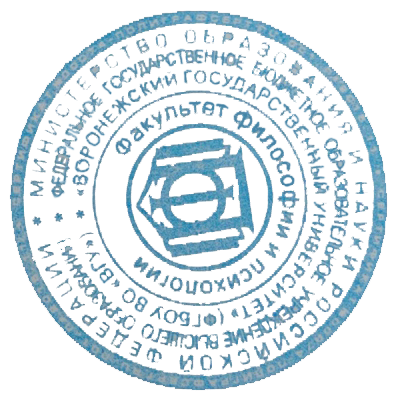 * МИНИСТЕРСТВО ОБРАЗОВАНИЯ И НАУКИ РОССИЙСКОЙ ФЕДЕРАЦИИ
* ФЕДЕРАЛЬНОЕ ГОСУДАРСТВЕННОЕ БЮДЖЕТНОЕ ОБРАЗОВАТЕЛЬНОЕ УЧРЕЖДЕНИЕ ВЫСШЕГО ОБРАЗОВАНИЯ
* «ВОРОНЕЖСКИЙ ГОСУДАРСТВЕННЫЙ УНИВЕРСИТЕТ» (ФГБОУ ВО «ВГУ»)
Факультет философии и психологии